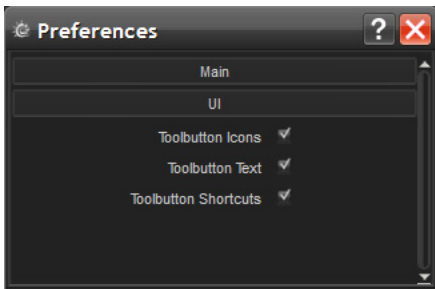 Preferences
?
Main
UI
Toolbutton Icons
Toolbutton Text
Toolbutton Shortcuts